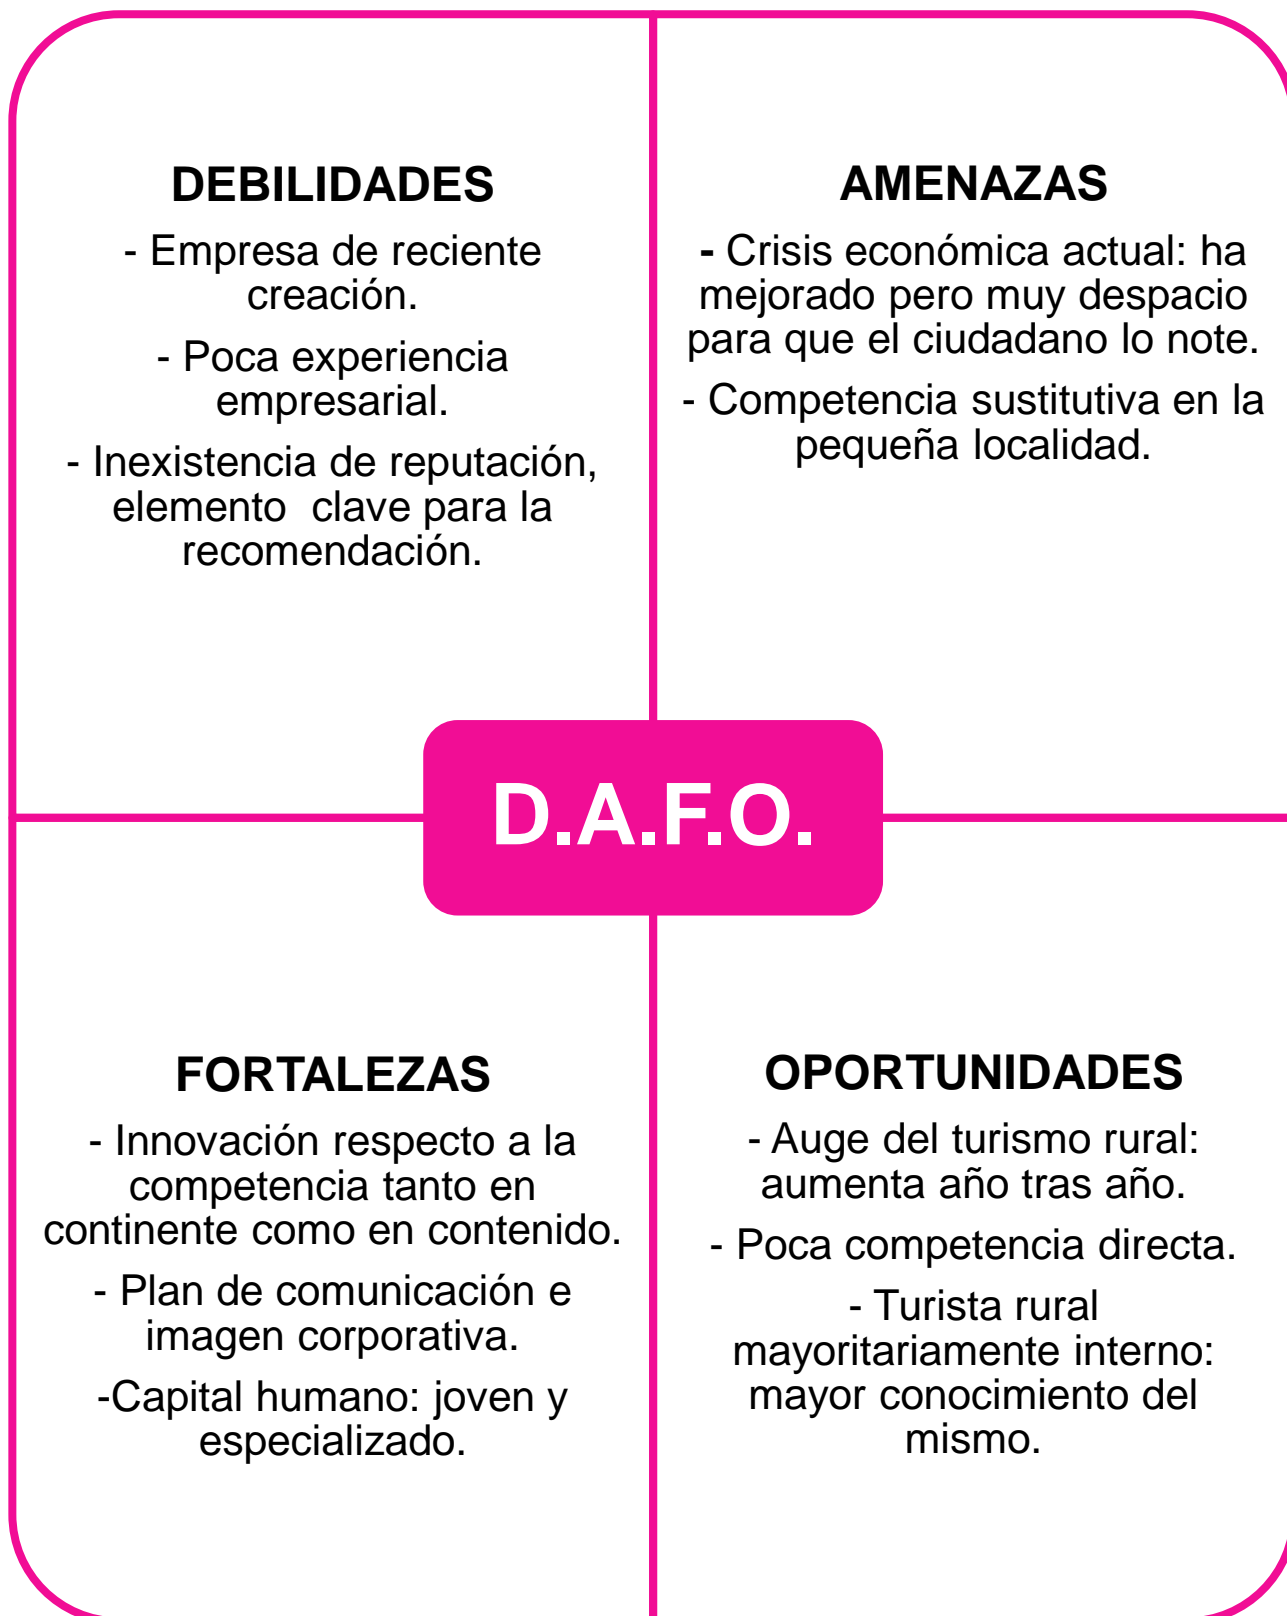 DEBILIDADES
- Empresa de reciente
creación.
- Poca experiencia
empresarial.
- Inexistencia de reputación,
elemento  clave para la
recomendación.
AMENAZAS
- Crisis económica actual: ha
mejorado pero muy despacio
para que el ciudadano lo note.
- Competencia sustitutiva en la
pequeña localidad.
D.A.F.O.
FORTALEZAS
- Innovación respecto a la
competencia tanto en
continente como en contenido.
- Plan de comunicación e
imagen corporativa.
-Capital humano: joven y
especializado.
OPORTUNIDADES
- Auge del turismo rural:
aumenta año tras año.
- Poca competencia directa.
- Turista rural
mayoritariamente interno:
mayor conocimiento del
mismo.